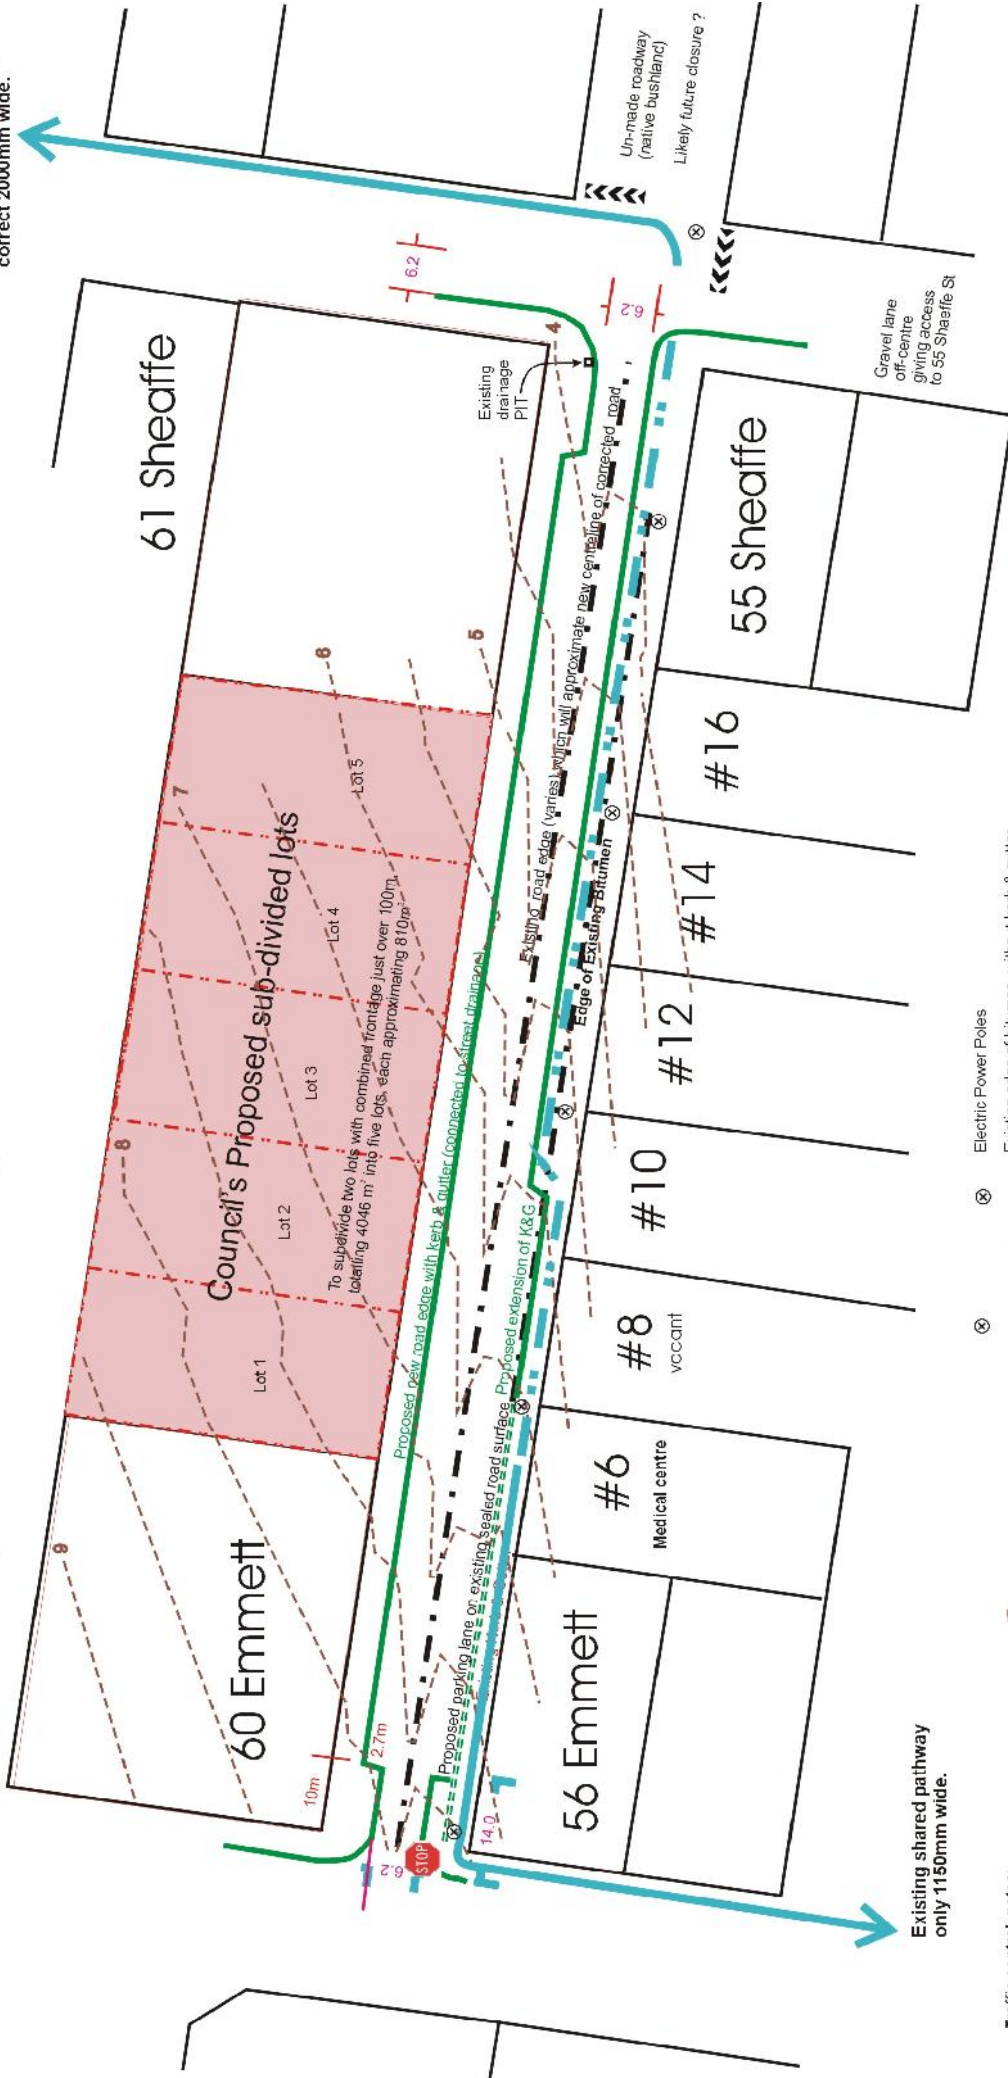 correct 2000mm wide.
Un-made roadway
(native bushland)
Likely future closure ?
6.2
6.2
61 Sheaffe
4
Existing
drainage
PIT
Gravel lane
off-centre
giving access
to 55 Shaeffe St
55 Sheaffe
6
5
7
Lot 5
Council's Proposed sub-divided lots
Lot 4
Lot 3
Lot 2
Lot 1
To subdivide two lots with combined frontage just over 100m
totalling 4046 m² into five lots, each approximating 810m²
8
Existing road edge (varies) which will approximate new centreline of corrected road
Edge of Existing Bitumen
Proposed new road edge with kerb & gutter (connected to street drainage)
Proposed extension of K&G
#16
#14
#12
#10
#8
vccant
#6
Medical centre
Proposed parking lane on existing sealed road surface
9
60 Emmett
10m
2.7m
6.2
STOP
14.0
56 Emmett
Existing shared pathway
only 1150mm wide.
Electric Power Poles